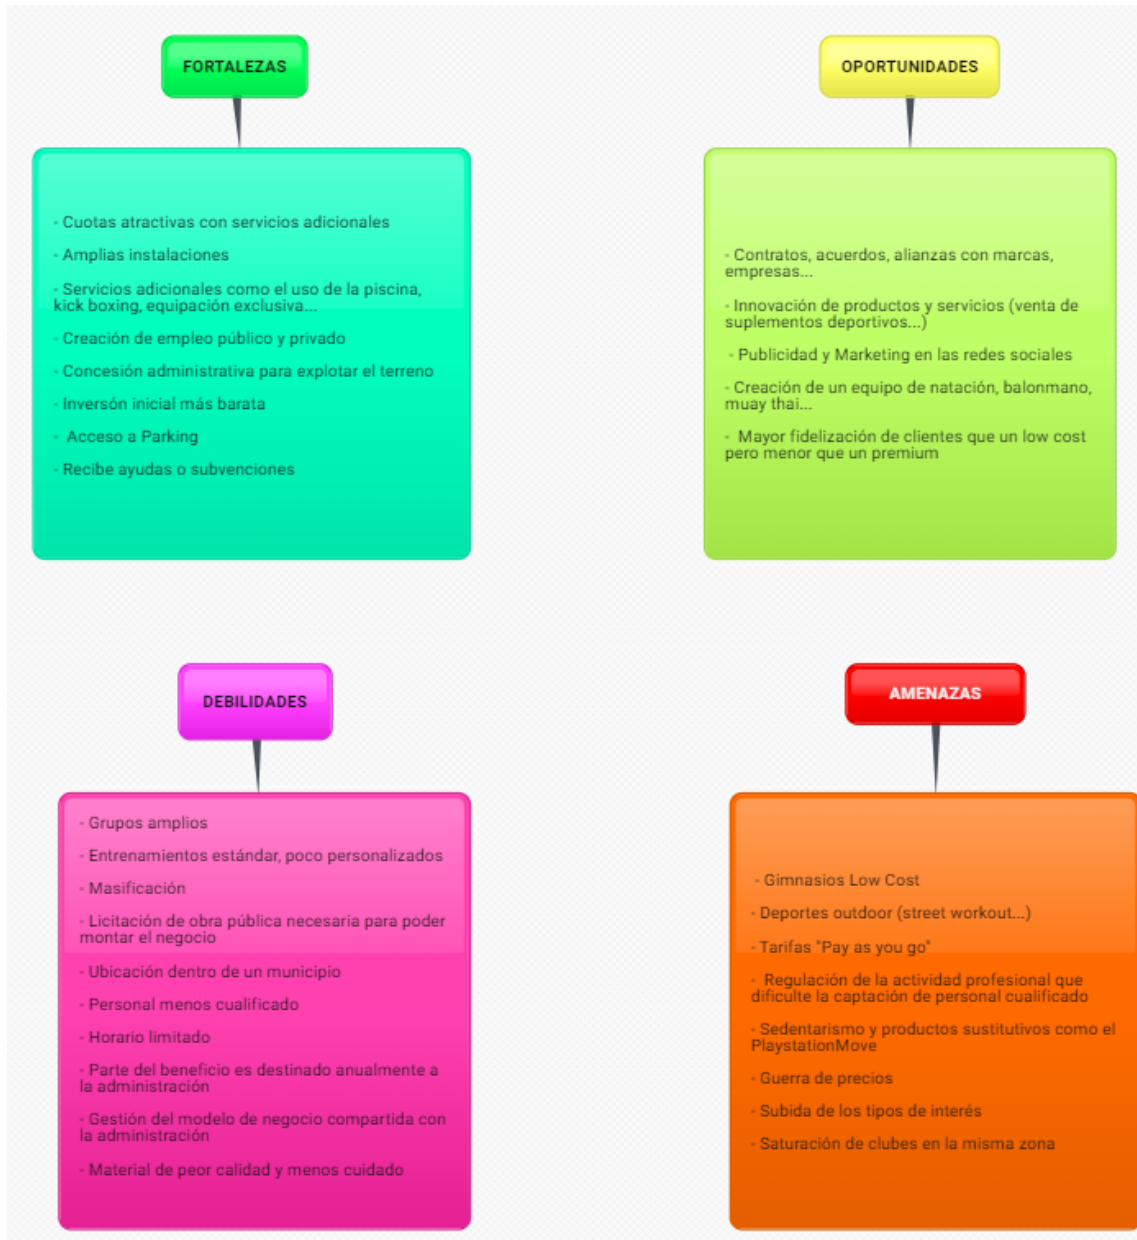 FORTALEZAS
- Cuotas atractivas con servicios adicionales
- Amplias instalaciones
- Servicios adicionales como el uso de la piscina,
kick boxing, equipación exclusiva...
- Creación de empleo público y privado
- Concesión administrativa para explotar el terreno
- Inversón inicial más barata
- Acceso a Parking
- Recibe ayudas o subvenciones
OPORTUNIDADES
- Contratos, acuerdos, alianzas con marcas,
empresas...
- Innovación de productos y servicios (venta de
suplementos deportivos...)
- Publicidad y Marketing en las redes sociales
- Creación de un equipo de natación, balonmano,
muay thai...
- Mayor fidelización de clientes que un low cost
pero menor que un premium
DEBILIDADES
- Grupos amplios
- Entrenamientos estándar, poco personalizados
- Masificación
- Licitación de obra pública necesaria para poder
montar el negocio
- Ubicación dentro de un municipio
- Personal menos cualificado
- Horario limitado
- Parte del beneficio es destinado anualmente a
la administración
- Gestión del modelo de negocio compartida con
la administración
- Material de peor calidad y menos cuidado
AMENAZAS
- Gimnasios Low Cost
- Deportes outdoor (street workout...)
- Tarifas "Pay as you go"
- Regulación de la actividad profesional que
dificulte la captación de personal cualificado
- Sedentarismo y productos sustitutivos como el
PlaystationMove
- Guerra de precios
- Subida de los tipos de interés
- Saturación de clubes en la misma zona